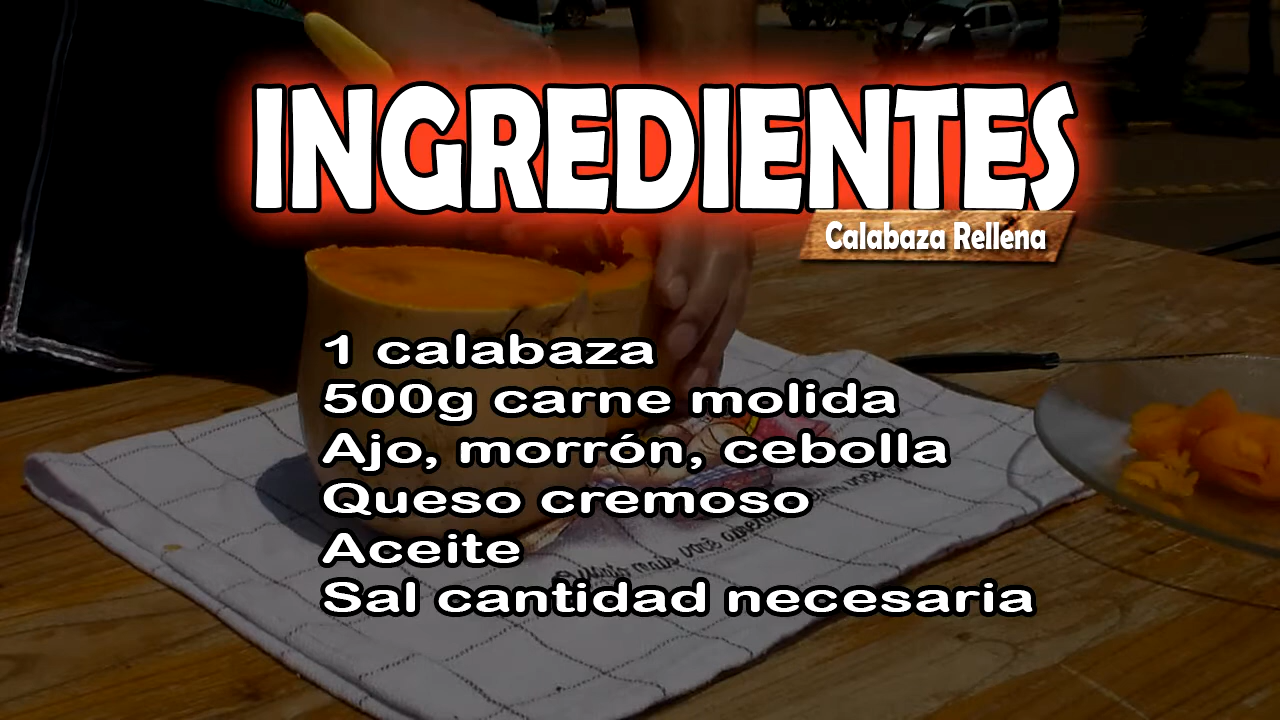 INGREDIENTES
Calabaza Rellena
1 calabaza
500g carne molida
Ajo, morrón, cebolla
Queso cremoso
Aceite
Sal cantidad necesaria